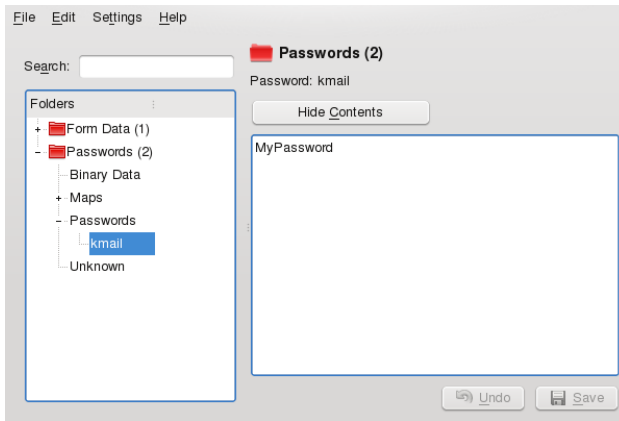 File Edit Settings Help
Search:
Folders
Form Data (1)
Passwords (2)
Binary Data
Maps
Passwords
kmail
Unknown
Passwords (2)
Password: kmail
Hide Contents
MyPassword
Undo Save